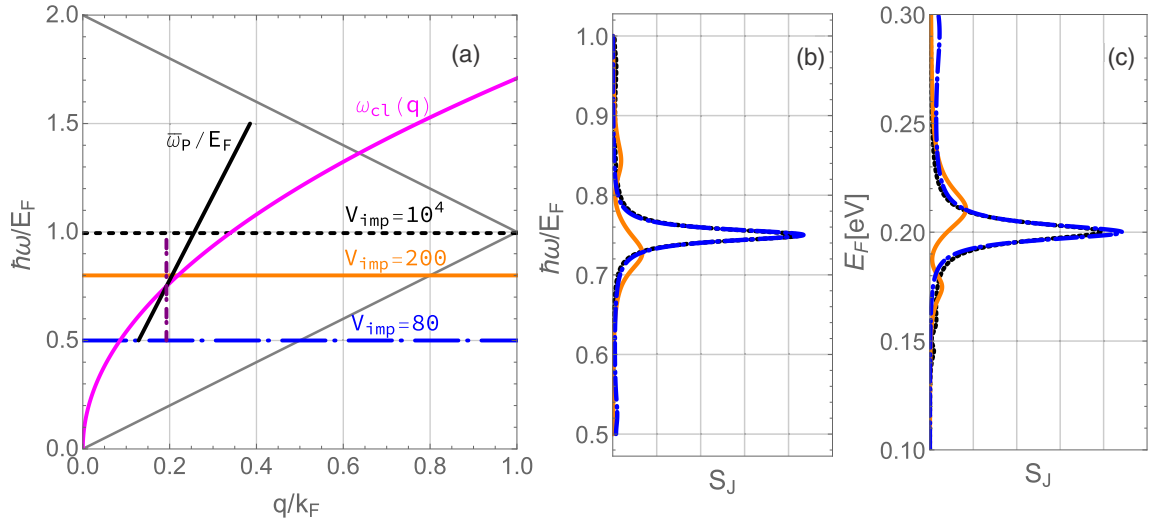 (a)
2.0
1.5
1.0
0.5
0.0
ħω/E_F
ω_cl(q)
ω̅_P/E_F
V_imp=10⁴
V_imp=200
V_imp=80
0.0 0.2 0.4 0.6 0.8 1.0
q/k_F
(b)
1.0
0.9
0.8
0.7
0.6
0.5
ħω/E_F
S_J
(c)
0.30
0.25
0.20
0.15
0.10
E_F[eV]
S_J